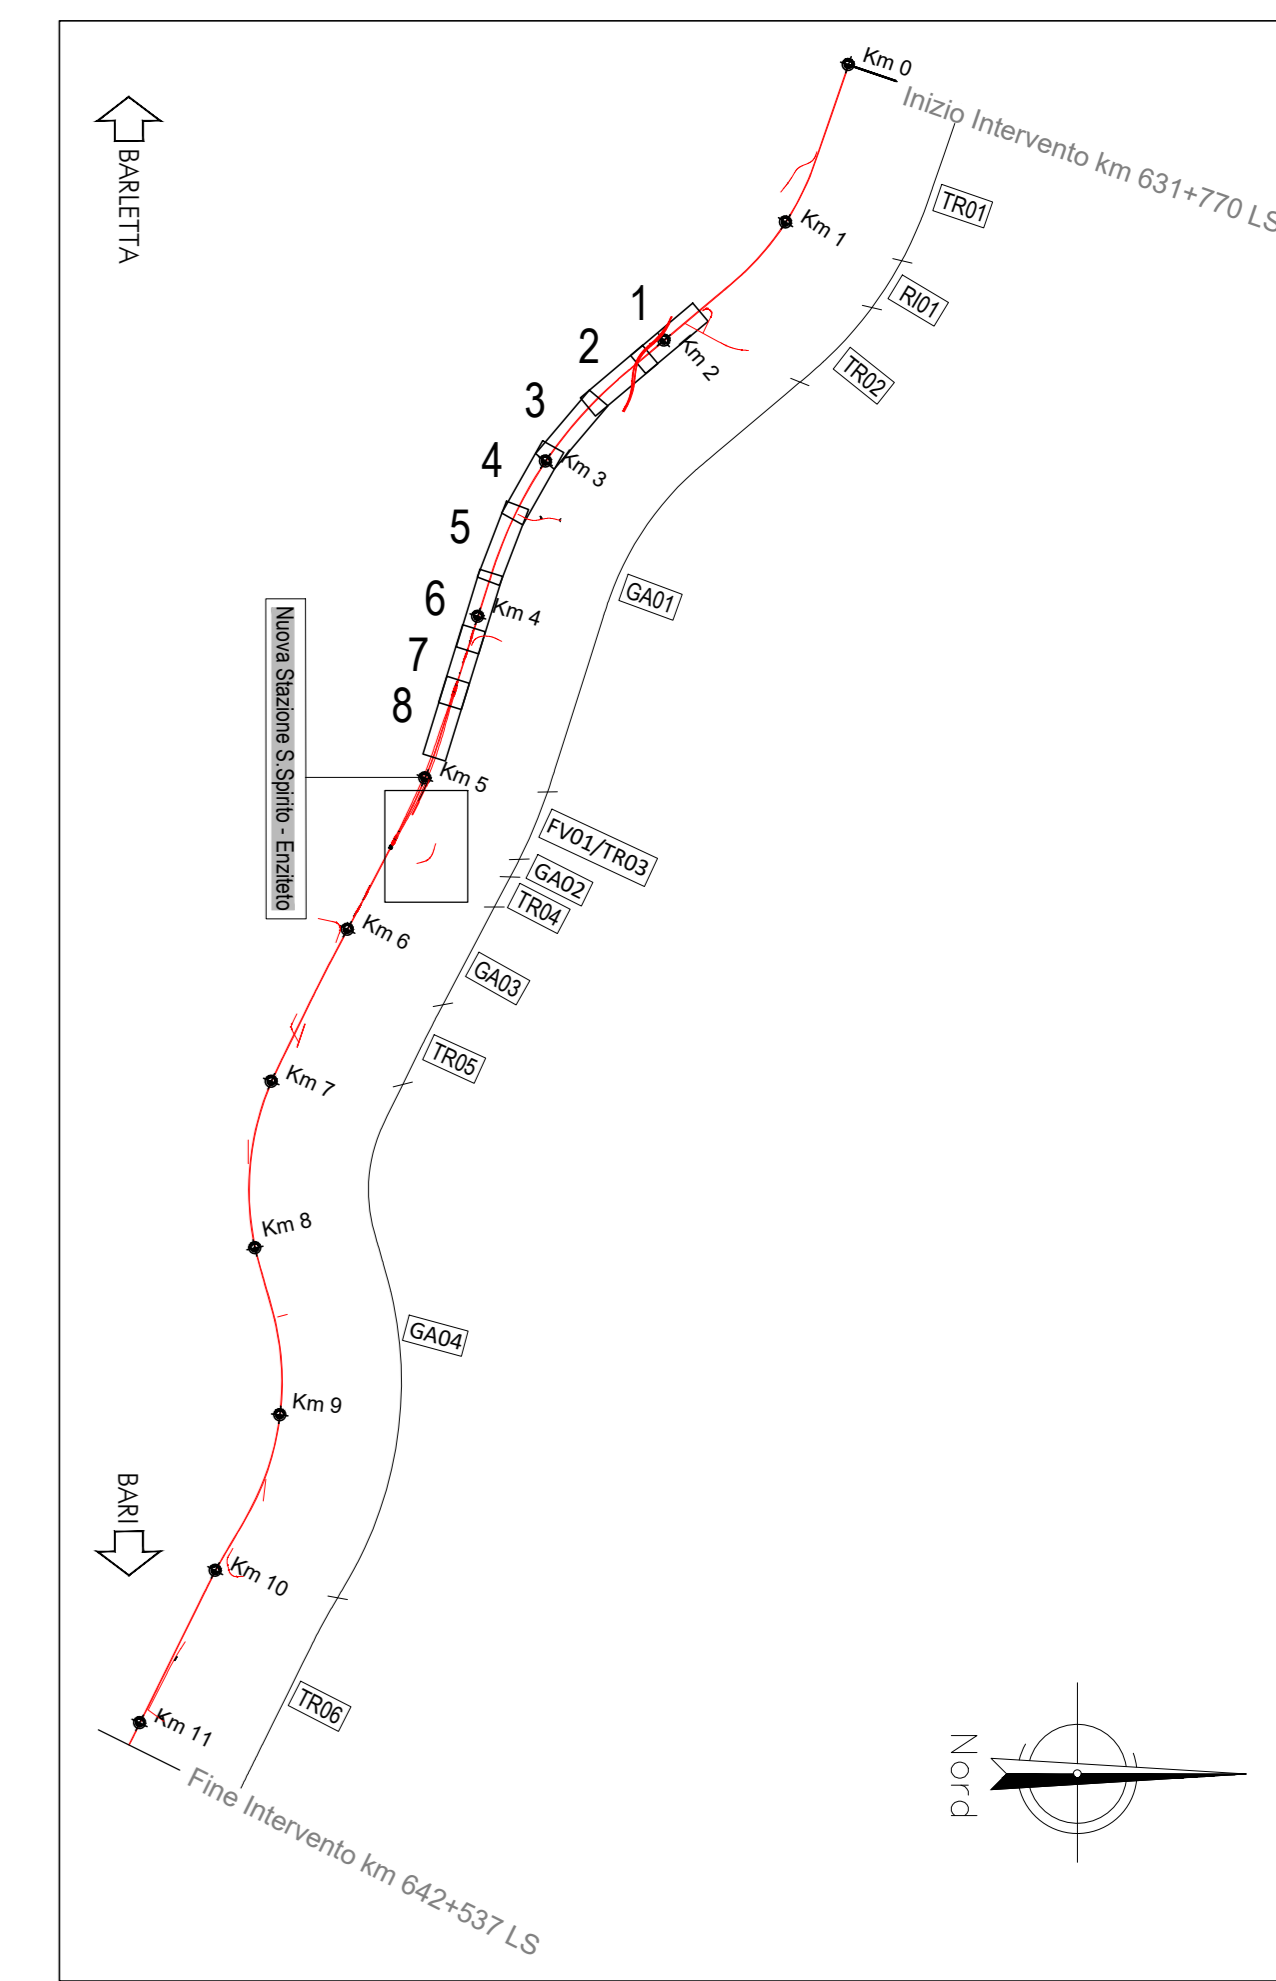 Km 0
Inizio Intervento km 631+770 LS
BARLETTA
TR01
Km 1
RI01
1
Km 2
TR02
2
3
Km 3
4
5
GA01
6
Km 4
7
8
Nuova Stazione S.Spirito - Enziteto
Km 5
FV01/TR03
GA02
TR04
Km 6
GA03
TR05
Km 7
Km 8
GA04
Km 9
BARI
Km 10
TR06
Km 11
Nord
Fine Intervento km 642+537 LS